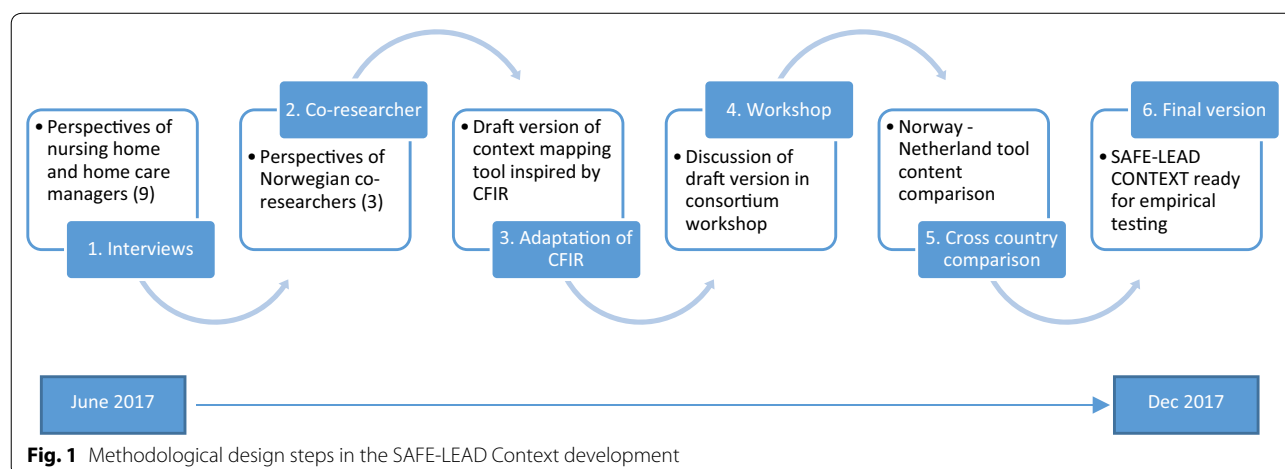 • Perspectives of
nursing home
and home care
managers (9)
1. Interviews
2. Co-researcher
• Perspectives of
Norwegian co-
researchers (3)
• Draft version of
context mapping
tool inspired by
CFIR
3. Adaptation of
CFIR
4. Workshop
• Discussion of
draft version in
consortium
workshop
• Norway -
Netherland tool
content
comparison
5. Cross country
comparison
6. Final version
• SAFE-LEAD
CONTEXT ready
for empirical
testing
June 2017
Dec 2017
Fig. 1 Methodological design steps in the SAFE-LEAD Context development